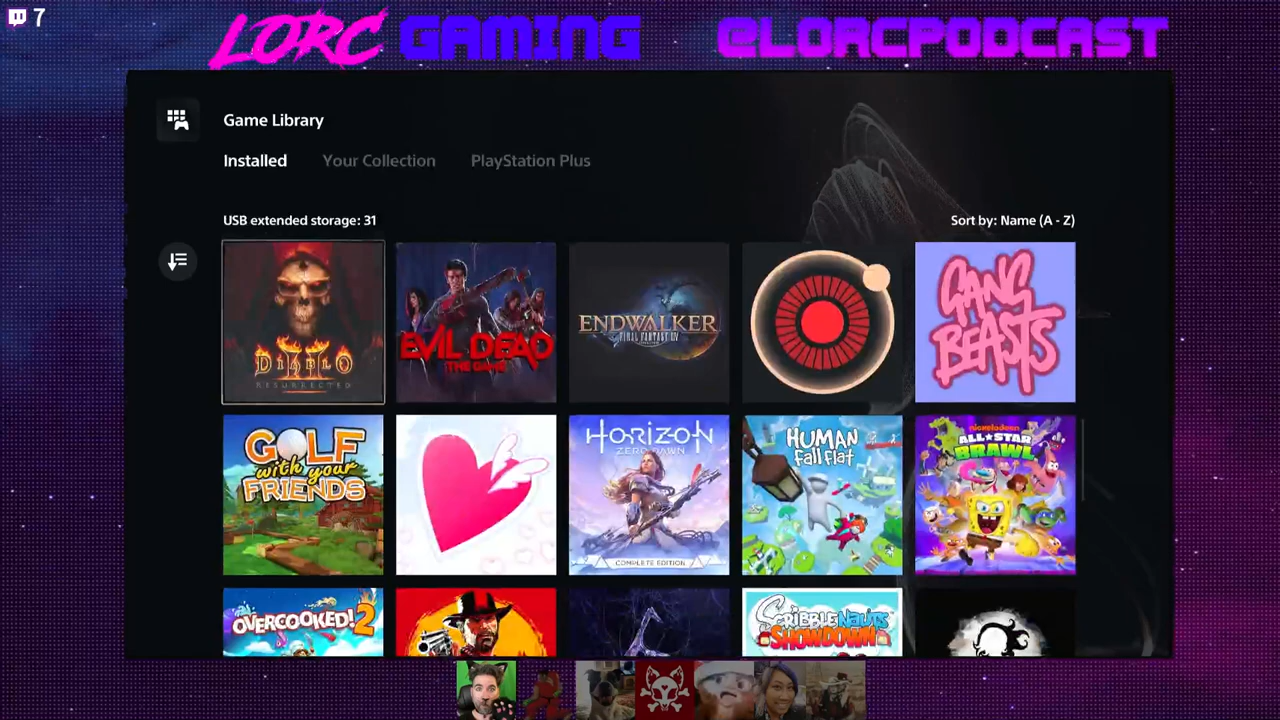 7
LORC GAMING
@LORCPODCAST
Game Library
Installed Your Collection PlayStation Plus
USB extended storage: 31
Sort by: Name (A - Z)
DIABLO
II
RESURRECTED
EVIL DEAD
THE GAME
ENDWALKER
FINAL FANTASY XIV
GANG
BEASTS
GOLF
with your
FRIENDS
HORIZON
ZERO DAWN
COMPLETE EDITION
HUMAN
fall flat
nickelodeon
ALL★STAR
BRAWL
OVERCOOKED! 2
SCRIBBLENAUTS
SHOWDOWN